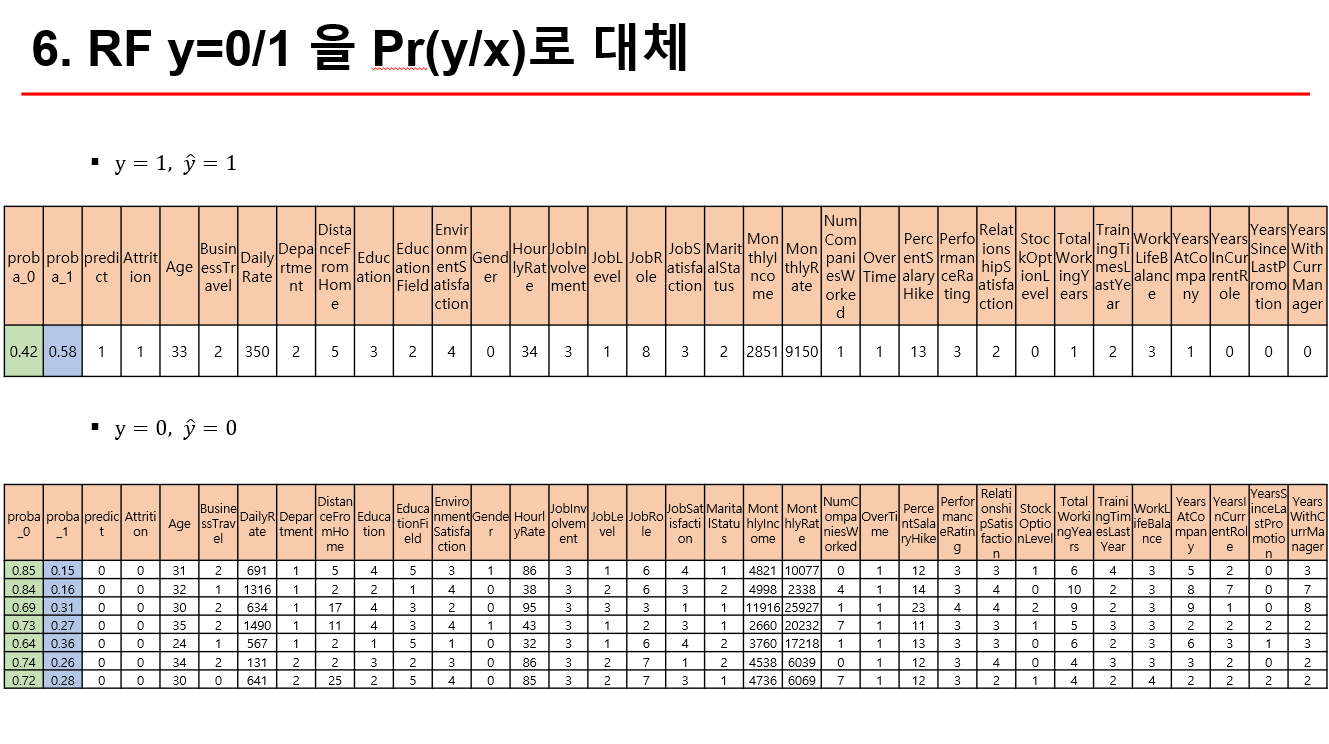 6. RF y=0/1 을 Pr(y/x)로 대체
▪ y = 1, ŷ = 1
proba_0 proba_1 predict Attrition Age BusinessTravel DailyRate Department DistanceFromHome Education EducationField EnvironmentSatisfaction Gender HourlyRate JobInvolvement JobLevel JobRole JobSatisfaction MaritalStatus MonthlyIncome MonthlyRate NumCompaniesWorked OverTime PercentSalaryHike PerformanceRating RelationshipSatisfaction StockOptionLevel TotalWorkingYears TrainingTimesLastYear WorkLifeBalance YearsAtCompany YearsInCurrentRole YearsSinceLastPromotion YearsWithCurrManager
0.42 0.58 1 1 33 2 350 2 5 3 2 4 0 34 3 1 8 3 2 2851 9150 1 1 13 3 2 0 1 2 3 1 0 0 0
▪ y = 0, ŷ = 0
proba_0 proba_1 predict Attrition Age BusinessTravel DailyRate Department DistanceFromHome Education EducationField EnvironmentSatisfaction Gender HourlyRate JobInvolvement JobLevel JobRole JobSatisfaction MaritalStatus MonthlyIncome MonthlyRate NumCompaniesWorked OverTime PercentSalaryHike PerformanceRating RelationshipSatisfaction StockOptionLevel TotalWorkingYears TrainingTimesLastYear WorkLifeBalance YearsAtCompany YearsInCurrentRole YearsSinceLastPromotion YearsWithCurrManager
0.85 0.15 0 0 31 2 691 1 5 4 5 3 1 86 3 1 6 4 1 4821 10077 0 1 12 3 3 1 6 4 3 5 2 0 3
0.84 0.16 0 0 32 1 1316 1 2 2 1 4 0 38 3 2 6 3 2 4998 2338 4 1 14 3 4 0 10 2 3 8 7 0 7
0.69 0.31 0 0 30 2 634 1 17 4 3 2 0 95 3 3 3 1 1 11916 25927 1 1 23 4 4 2 9 2 3 9 1 0 8
0.73 0.27 0 0 35 2 1490 1 11 4 3 4 1 43 3 1 2 3 1 2660 20232 7 1 11 3 3 1 5 3 3 2 2 2 2
0.64 0.36 0 0 24 1 567 1 2 1 5 1 0 32 3 1 6 4 2 3760 17218 1 1 13 3 3 0 6 2 3 6 3 1 3
0.74 0.26 0 0 34 2 131 2 2 3 2 3 0 86 3 2 7 1 2 4538 6039 0 1 12 3 4 0 4 3 3 3 2 0 2
0.72 0.28 0 0 30 0 641 2 25 2 5 4 0 85 3 2 7 3 1 4736 6069 7 1 12 3 2 1 4 2 4 2 2 2 2